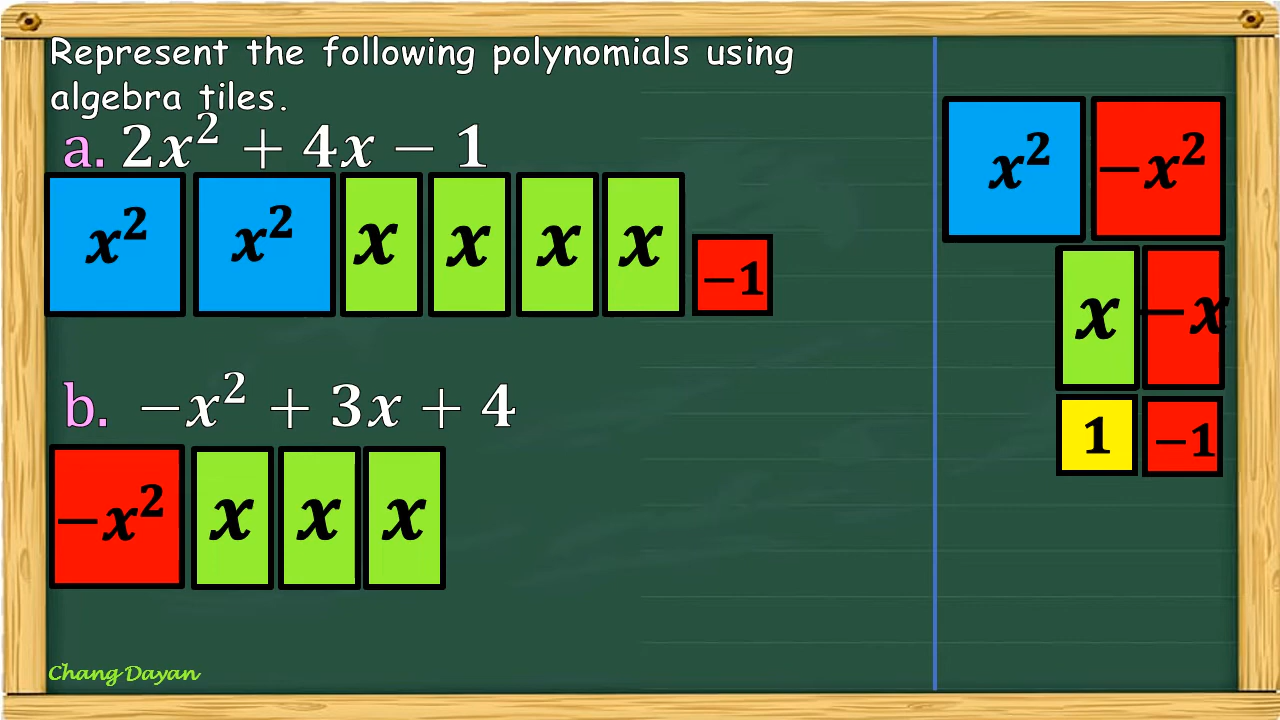 Represent the following polynomials using
algebra tiles.
a. 2x² + 4x − 1
x² x² x x x x −1
b. −x² + 3x + 4
−x² x x x
x² −x²
x −x
1 −1
Chang Dayan